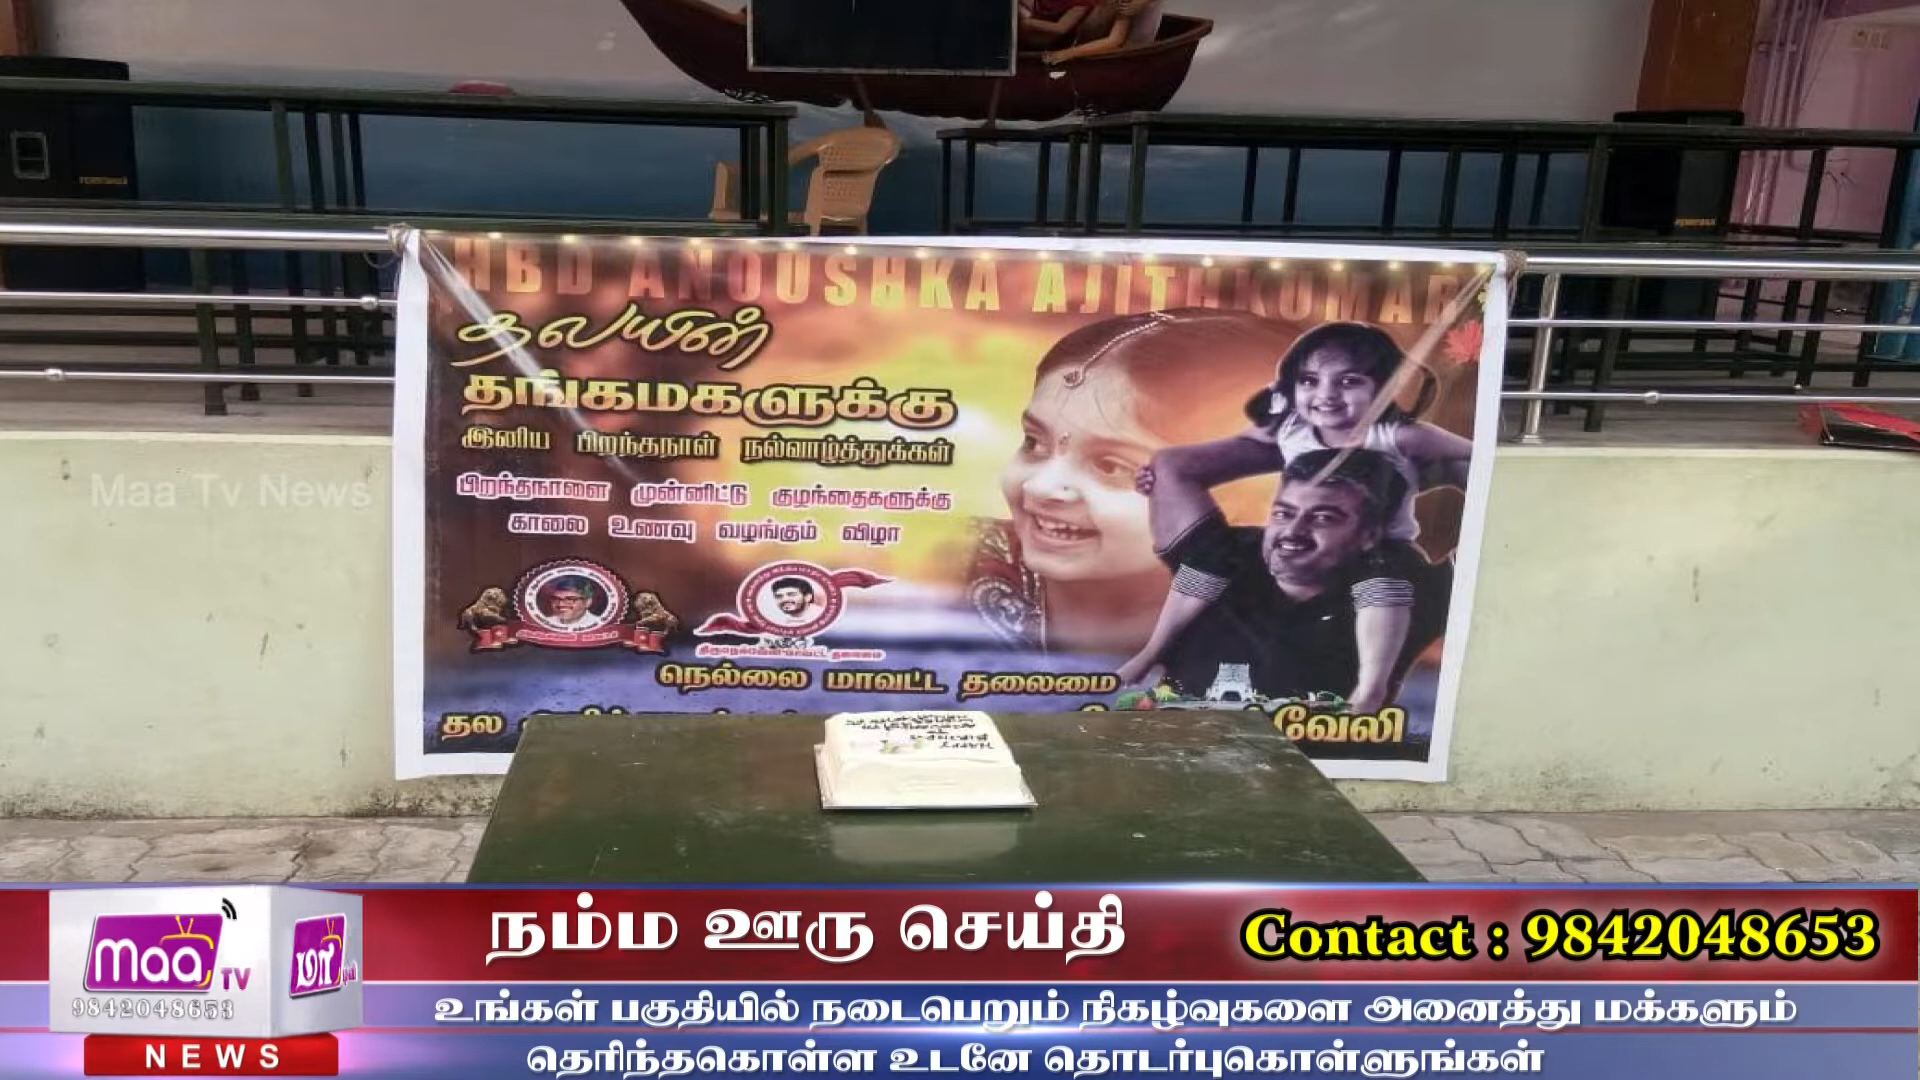 HBD ANOUSHKA AJITHKUMAR
தலயின்
தங்கமகளுக்கு
இனிய பிறந்தநாள் நல்வாழ்த்துக்கள்
பிறந்தநாளை முன்னிட்டு குழந்தைகளுக்கு
காலை உணவு வழங்கும் விழா
நெல்லை மாவட்ட தலைமை
தல
HAPPY
Maa Tv News
நம்ம ஊரு செய்தி
Contact : 9842048653
maa TV
மா
9842048653
NEWS
உங்கள் பகுதியில் நடைபெறும் நிகழ்வுகளை அனைத்து மக்களும்
தெரிந்தகொள்ள உடனே தொடர்புகொள்ளுங்கள்